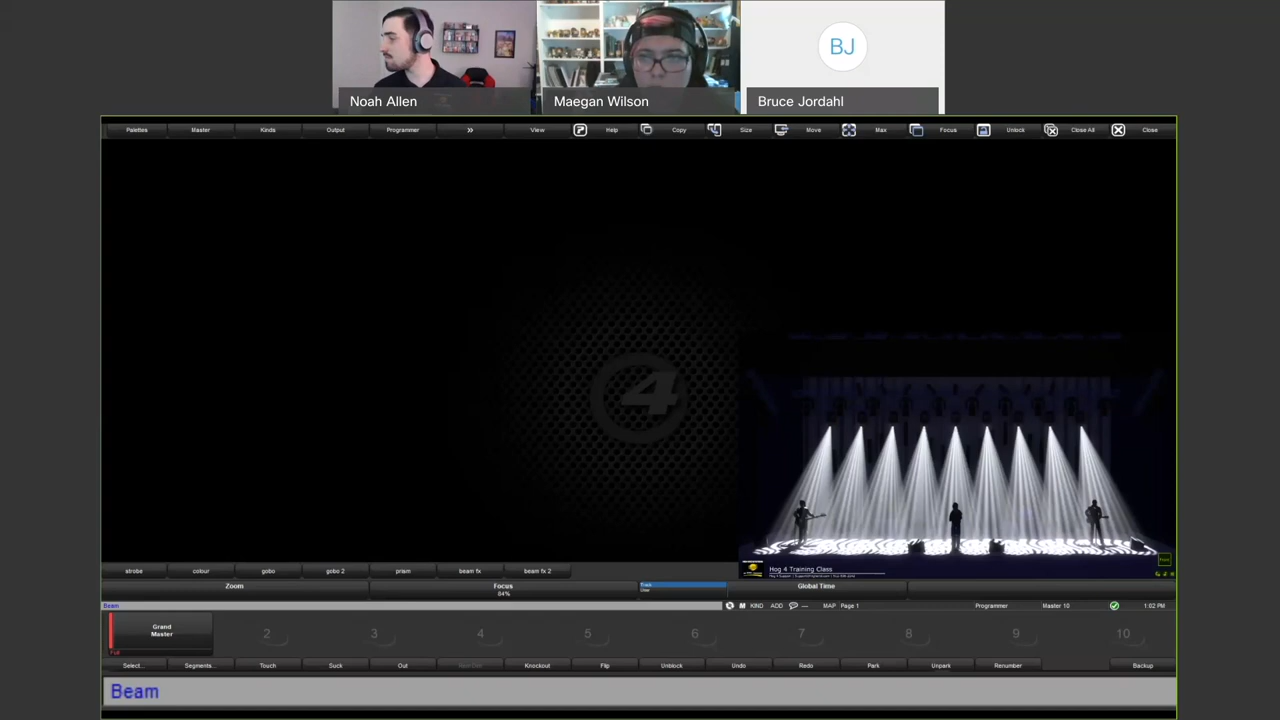 BJ
Noah Allen
Maegan Wilson
Bruce Jordahl
Palettes Master Kinds Output Programmer » View Help Copy Size Move Max Focus Unlock Close All Close
4
Hog 4 Training Class
strobe colour gobo gobo 2 prism beam fx beam fx 2
Zoom Focus Global Time
84%
Beam KIND ADD MAP Page 1 Programmer Master 10 1:02 PM
Grand
Master
2 3 4 5 6 7 8 9 10
Full
Select... Segments... Touch Suck Out Knockout Flip Unblock Undo Redo Park Unpark Renumber Backup
Beam